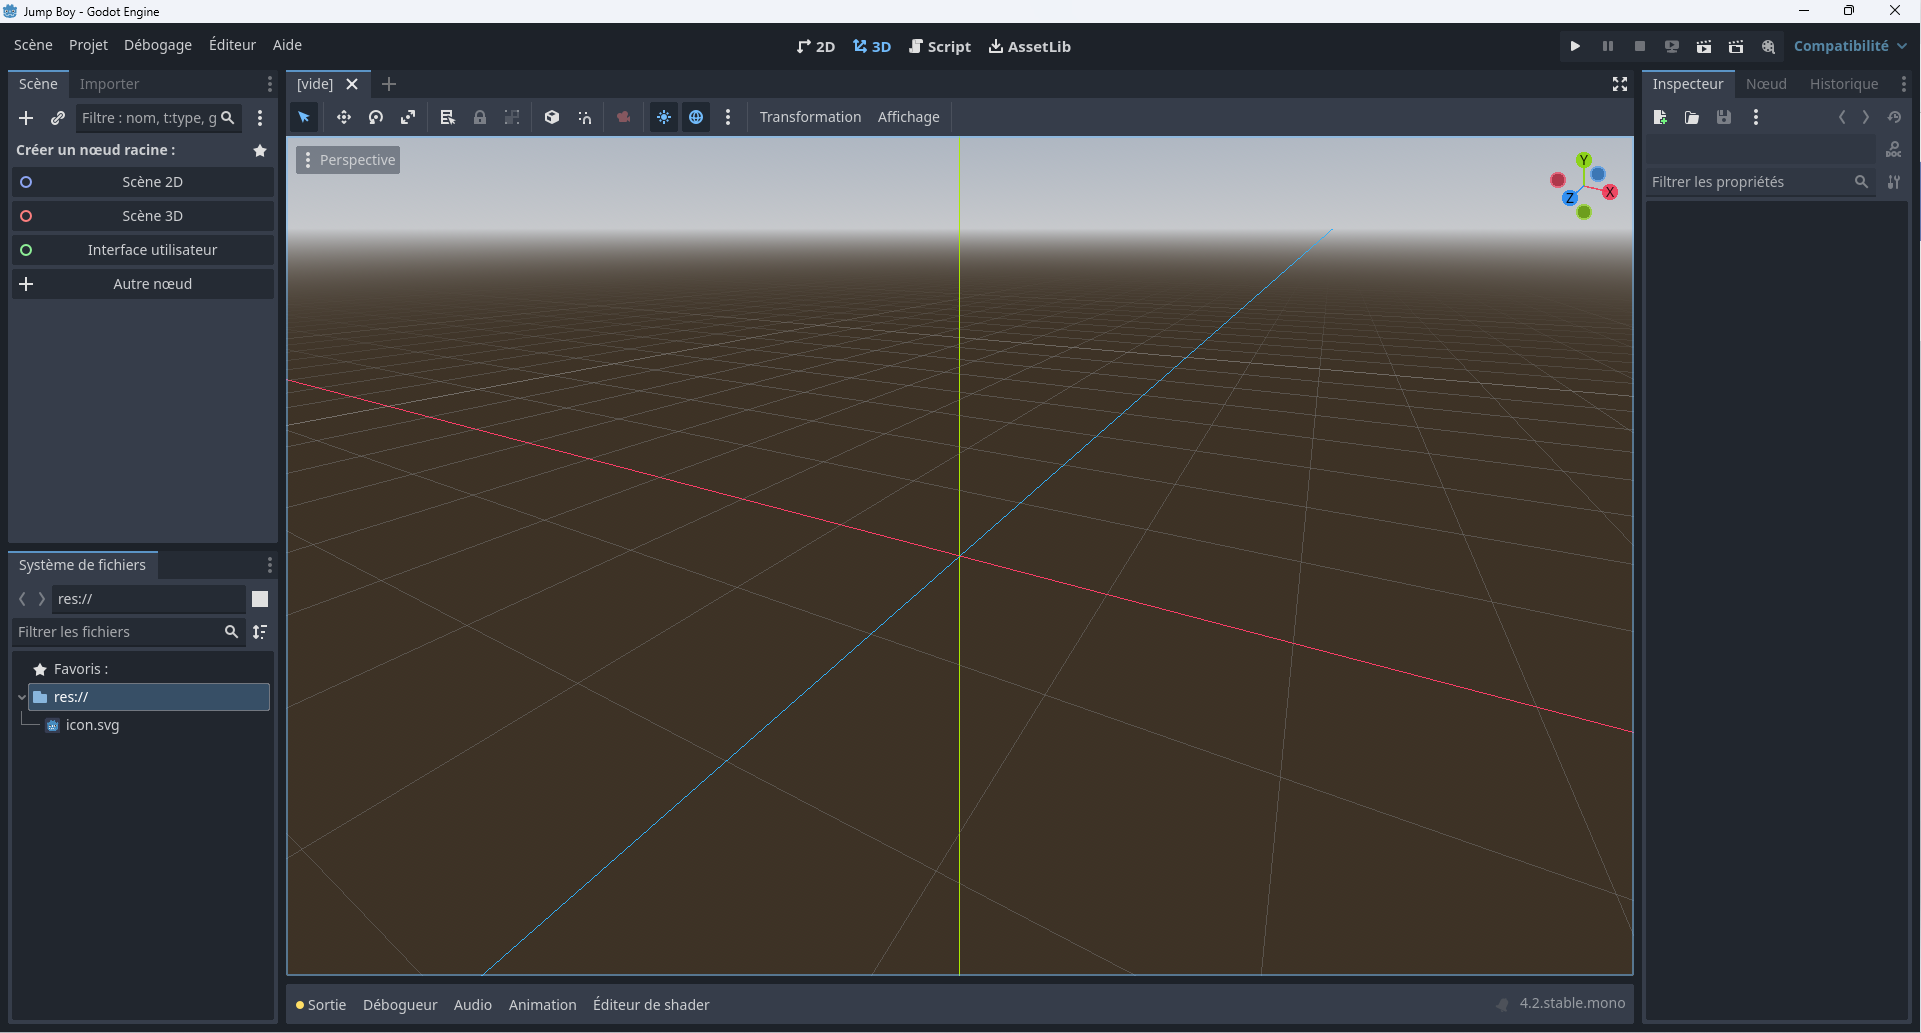 Jump Boy - Godot Engine
Scène Projet Débogage Éditeur Aide
2D 3D Script AssetLib
Compatibilité
Scène Importer
Filtre : nom, t:type, g
Créer un nœud racine :
Scène 2D
Scène 3D
Interface utilisateur
Autre nœud
Système de fichiers
res://
Filtrer les fichiers
Favoris :
res://
icon.svg
[vide]
Transformation Affichage
Perspective
Y
X
Z
Sortie Débogueur Audio Animation Éditeur de shader
4.2.stable.mono
Inspecteur Nœud Historique
DOC
Filtrer les propriétés